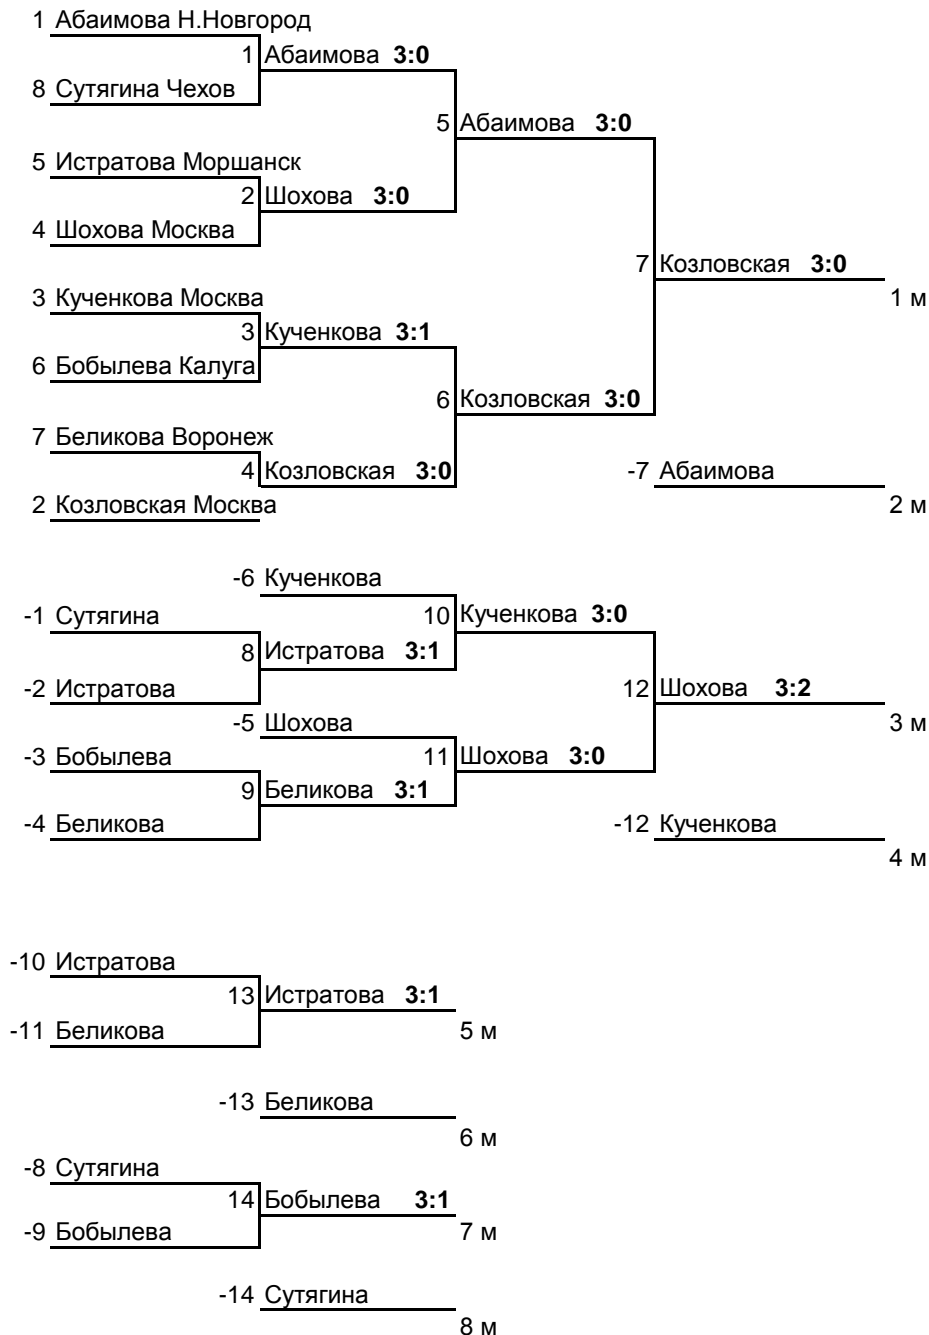 1 Абаимова Н.Новгород
1 Абаимова 3:0
8 Сутягина Чехов
5 Абаимова 3:0
5 Истратова Моршанск
2 Шохова 3:0
4 Шохова Москва
7 Козловская 3:0
3 Кученкова Москва
1 м
3 Кученкова 3:1
6 Бобылева Калуга
6 Козловская 3:0
7 Беликова Воронеж
4 Козловская 3:0
-7 Абаимова
2 Козловская Москва
2 м
-6 Кученкова
-1 Сутягина
10 Кученкова 3:0
8 Истратова 3:1
-2 Истратова
12 Шохова 3:2
-5 Шохова
3 м
-3 Бобылева
11 Шохова 3:0
9 Беликова 3:1
-4 Беликова
-12 Кученкова
4 м
-10 Истратова
13 Истратова 3:1
-11 Беликова
5 м
-13 Беликова
6 м
-8 Сутягина
14 Бобылева 3:1
-9 Бобылева
7 м
-14 Сутягина
8 м